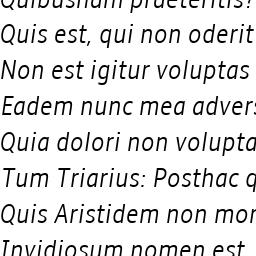 Quibusnam praeteritis?
Quis est, qui non oderit
Non est igitur voluptas
Eadem nunc mea advers
Quia dolori non volupta
Tum Triarius: Posthac q
Quis Aristidem non mor
Invidiosum nomen est